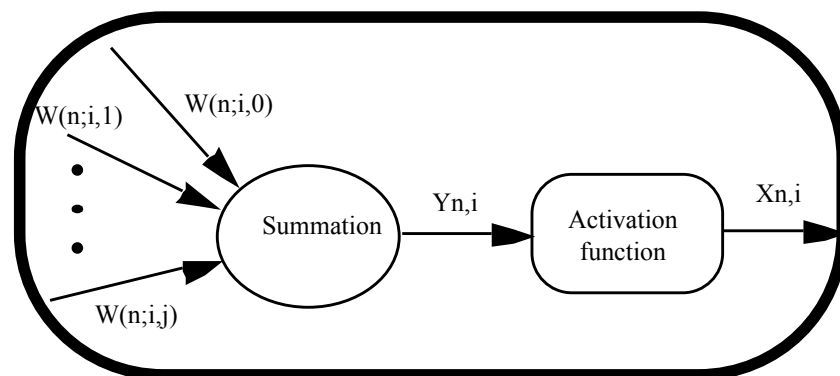 W(n;i,0)
W(n;i,1)
Summation
Yn,i
Activation
function
Xn,i
W(n;i,j)